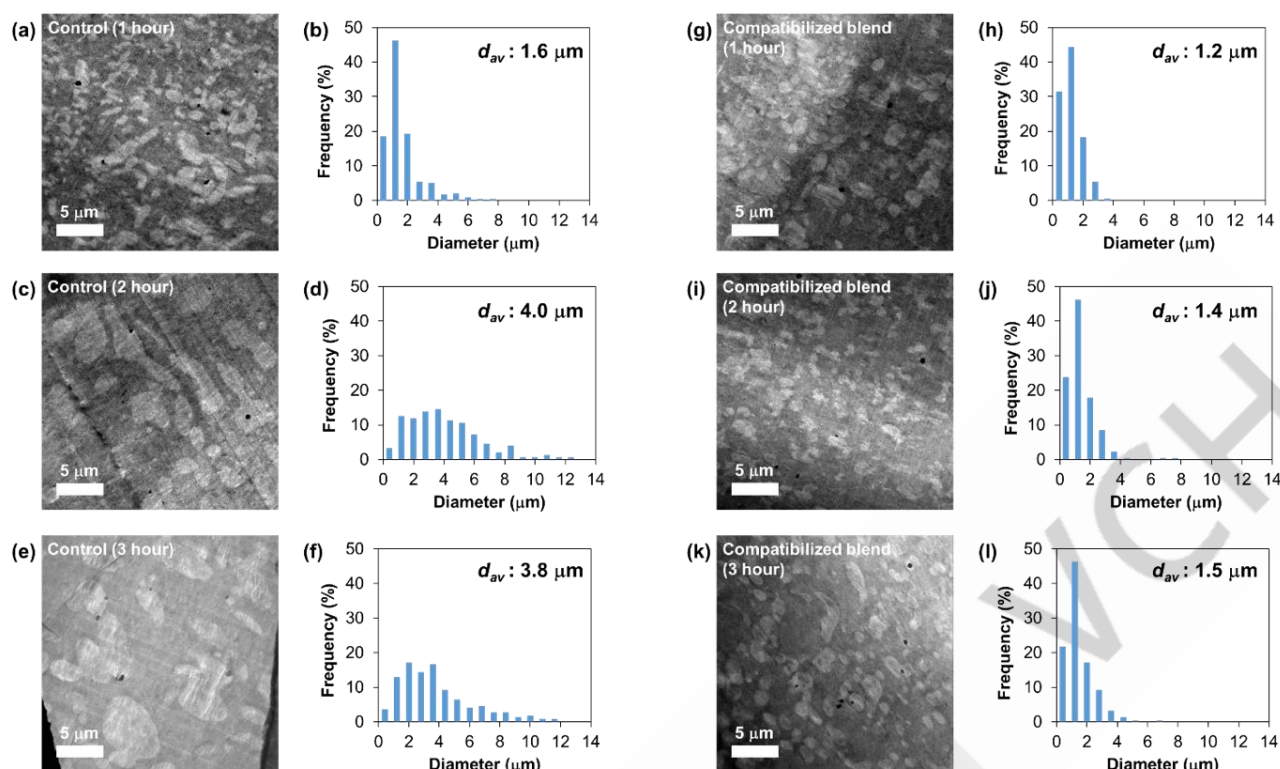 (a)
Control (1 hour)
5 μm
(b)
d_av : 1.6 μm
Frequency (%)
50
40
30
20
10
0
0 2 4 6 8 10 12 14
Diameter (μm)
(g)
Compatibilized blend
(1 hour)
5 μm
(h)
d_av : 1.2 μm
Frequency (%)
50
40
30
20
10
0
0 2 4 6 8 10 12 14
Diameter (μm)
(c)
Control (2 hour)
5 μm
(d)
d_av : 4.0 μm
Frequency (%)
50
40
30
20
10
0
0 2 4 6 8 10 12 14
Diameter (μm)
(i)
Compatibilized blend
(2 hour)
5 μm
(j)
d_av : 1.4 μm
Frequency (%)
50
40
30
20
10
0
0 2 4 6 8 10 12 14
Diameter (μm)
(e)
Control (3 hour)
5 μm
(f)
d_av : 3.8 μm
Frequency (%)
50
40
30
20
10
0
0 2 4 6 8 10 12 14
Diameter (μm)
(k)
Compatibilized blend
(3 hour)
5 μm
(l)
d_av : 1.5 μm
Frequency (%)
50
40
30
20
10
0
0 2 4 6 8 10 12 14
Diameter (μm)
VCH